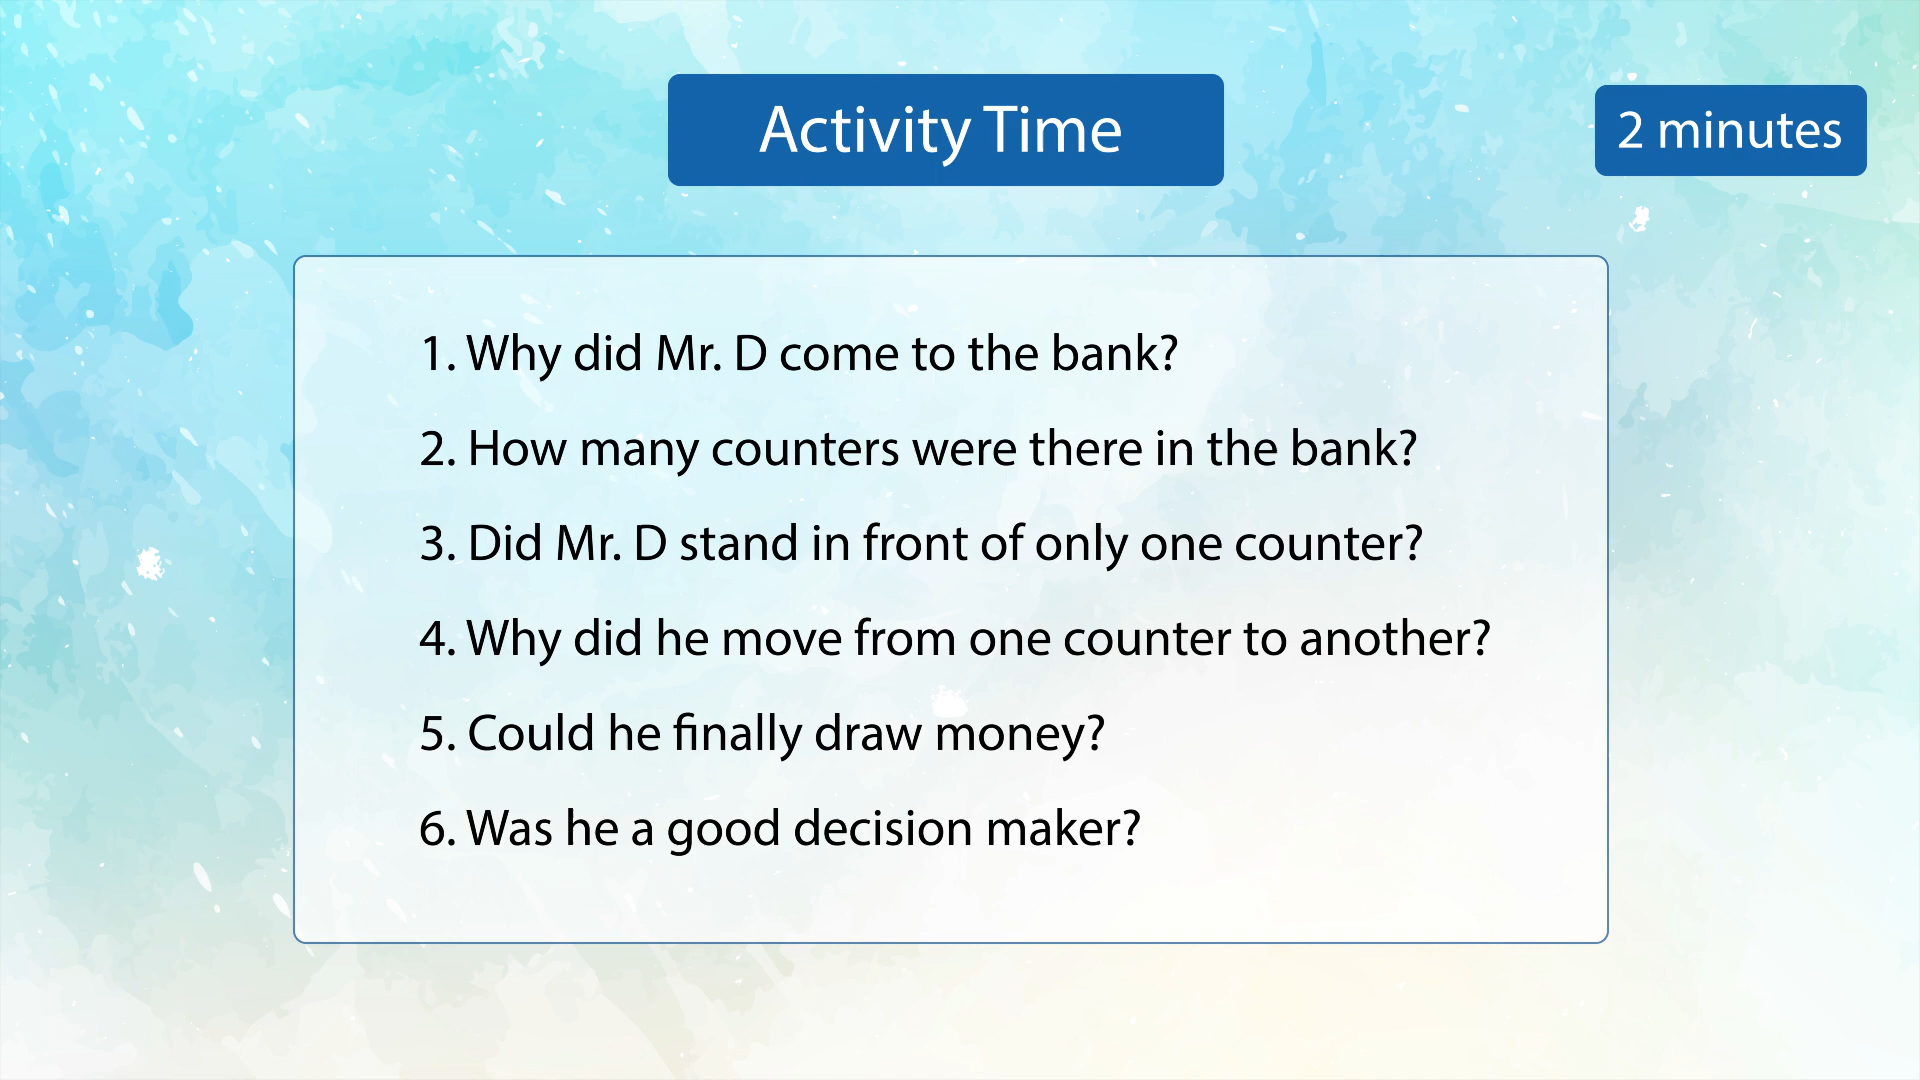 Activity Time
2 minutes
1. Why did Mr. D come to the bank?
2. How many counters were there in the bank?
3. Did Mr. D stand in front of only one counter?
4. Why did he move from one counter to another?
5. Could he finally draw money?
6. Was he a good decision maker?